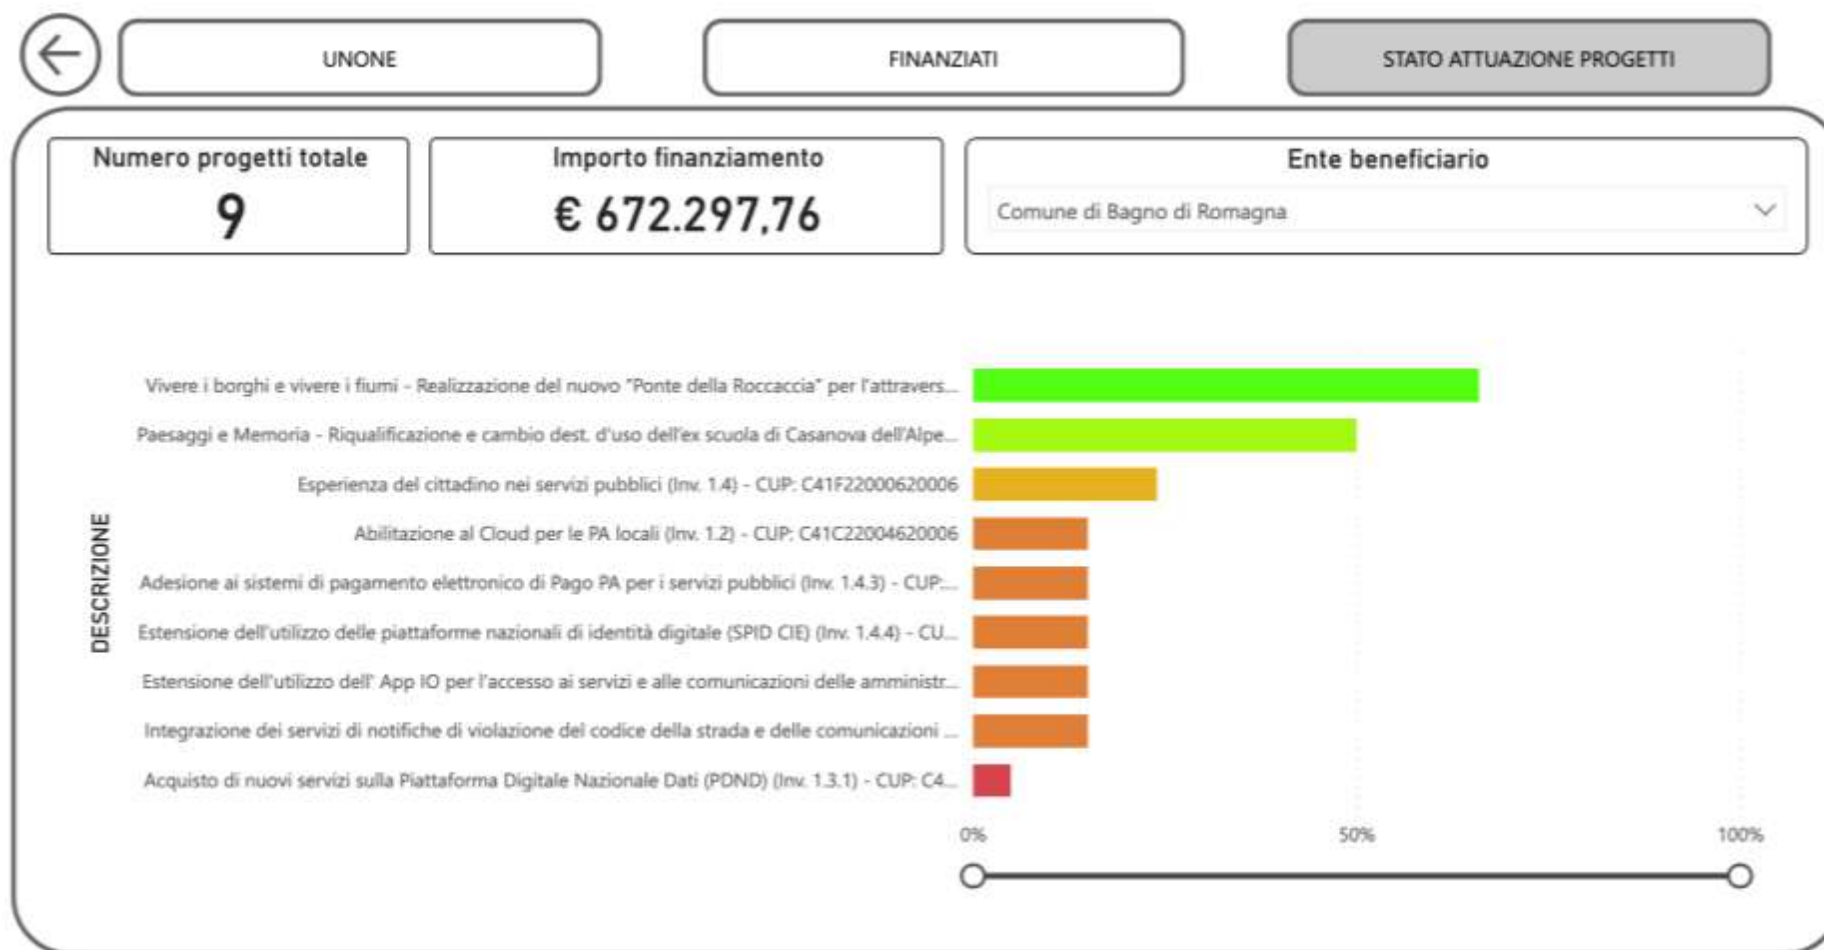 UNONE
FINANZIATI
STATO ATTUAZIONE PROGETTI
Numero progetti totale
9
Importo finanziamento
€ 672.297,76
Ente beneficiario
Comune di Bagno di Romagna
DESCRIZIONE
Vivere i borghi e vivere i fiumi - Realizzazione del nuovo "Ponte della Roccaccia" per l'attravers...
Paesaggi e Memoria - Riqualificazione e cambio dest. d'uso dell'ex scuola di Casanova dell'Alpe...
Esperienza del cittadino nei servizi pubblici (Inv. 1.4) - CUP: C41F22000620006
Abilitazione al Cloud per le PA locali (Inv. 1.2) - CUP: C41C22004620006
Adesione ai sistemi di pagamento elettronico di Pago PA per i servizi pubblici (Inv. 1.4.3) - CUP:...
Estensione dell'utilizzo delle piattaforme nazionali di identità digitale (SPID CIE) (Inv. 1.4.4) - CU...
Estensione dell'utilizzo dell' App IO per l'accesso ai servizi e alle comunicazioni delle amministr...
Integrazione dei servizi di notifiche di violazione del codice della strada e delle comunicazioni ...
Acquisto di nuovi servizi sulla Piattaforma Digitale Nazionale Dati (PDND) (Inv. 1.3.1) - CUP: C4...
0%
50%
100%